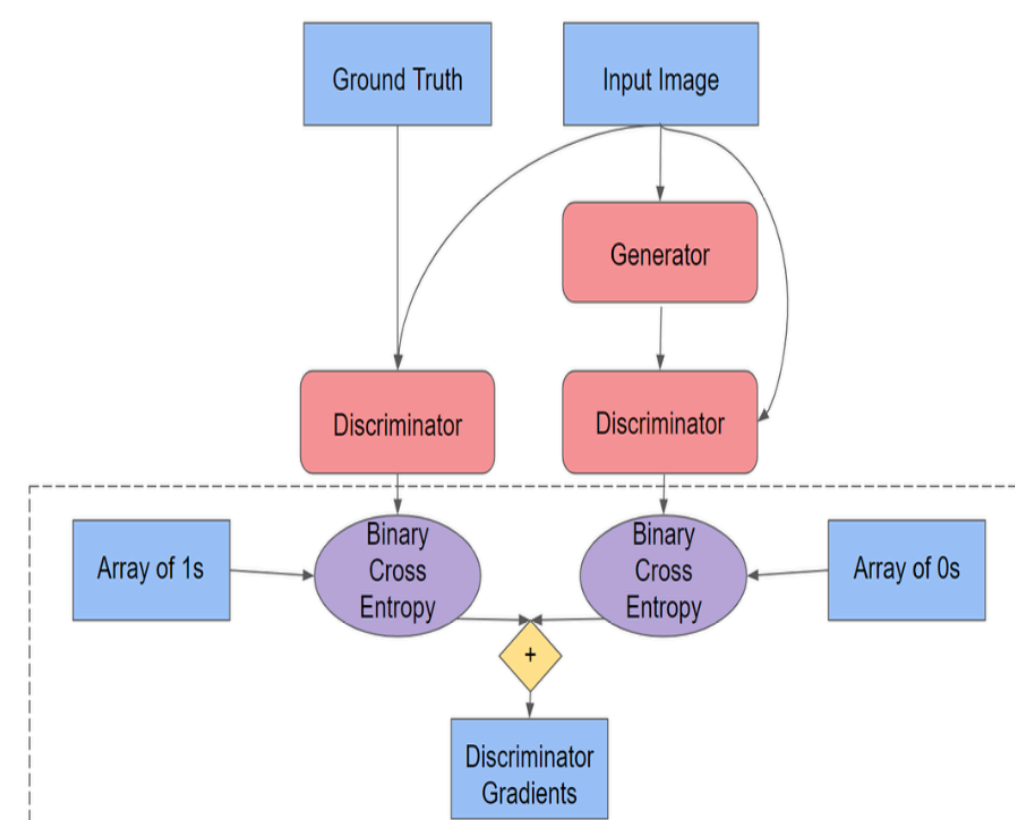 Ground Truth
Input Image
Generator
Discriminator
Discriminator
Array of 1s
Binary
Cross
Entropy
Binary
Cross
Entropy
Array of 0s
+
Discriminator
Gradients